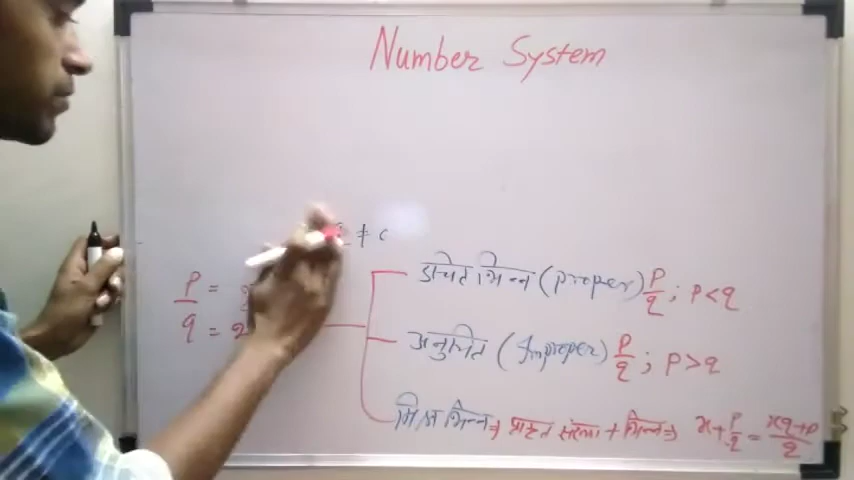 Number System
≠ 0
उचित भिन्न (proper) p/q ; p < q
p/q =
अनुचित (Improper) p/q ; p > q
मिश्र भिन्न → प्राकृत संख्या + भिन्न ⇒ x + p/q = xq+p/q